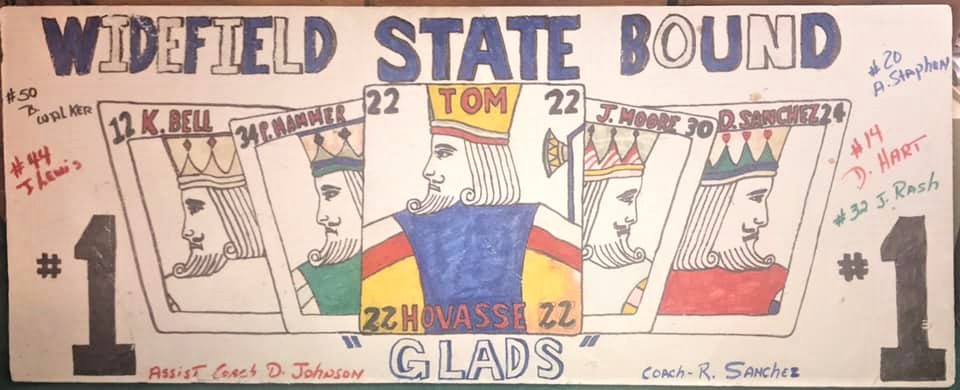 WIDEFIELD STATE BOUND
#50
B. WALKER
#44
J Lewis
12 K. BELL
34 P. HAMMER
22 TOM 22
J. MOORE 30
D. SANCHEZ 24
#20
A. Staphen
#14
D. HART
#32 J. RASH
#1
#1
22 HOVASSE 22
"GLADS"
ASSIST Coach D. JOHNSON
COACH - R. SANCHEZ